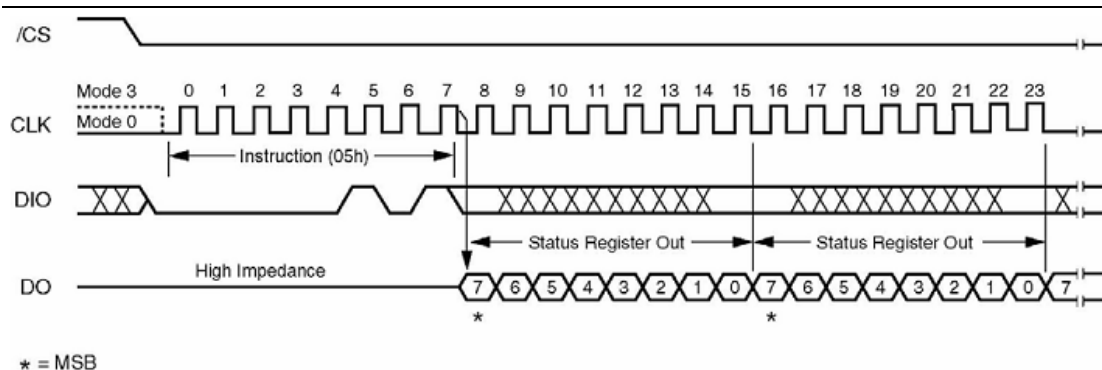 /CS
Mode 3 0 1 2 3 4 5 6 7 8 9 10 11 12 13 14 15 16 17 18 19 20 21 22 23
CLK Mode 0
Instruction (05h)
DIO
Status Register Out Status Register Out
High Impedance
DO 7 6 5 4 3 2 1 0 7 6 5 4 3 2 1 0 7
* *
* = MSB